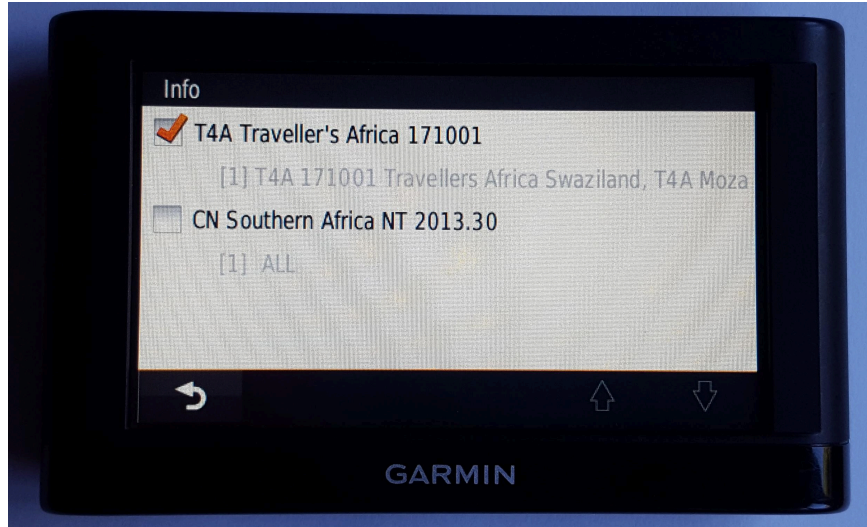 Info
T4A Traveller's Africa 171001
[1] T4A 171001 Travellers Africa Swaziland, T4A Moza
CN Southern Africa NT 2013.30
[1] ALL
GARMIN